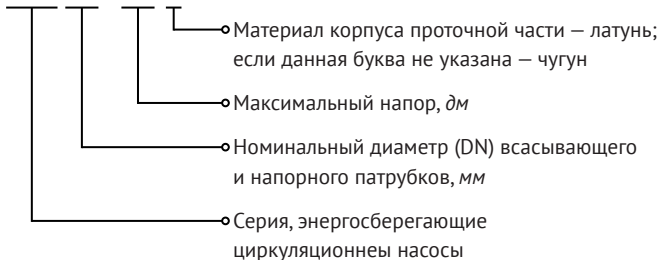 Материал корпуса проточной части — латунь;
если данная буква не указана — чугун
Максимальный напор, дм
Номинальный диаметр (DN) всасывающего
и напорного патрубков, мм
Серия, энергосберегающие
циркуляционнеы насосы